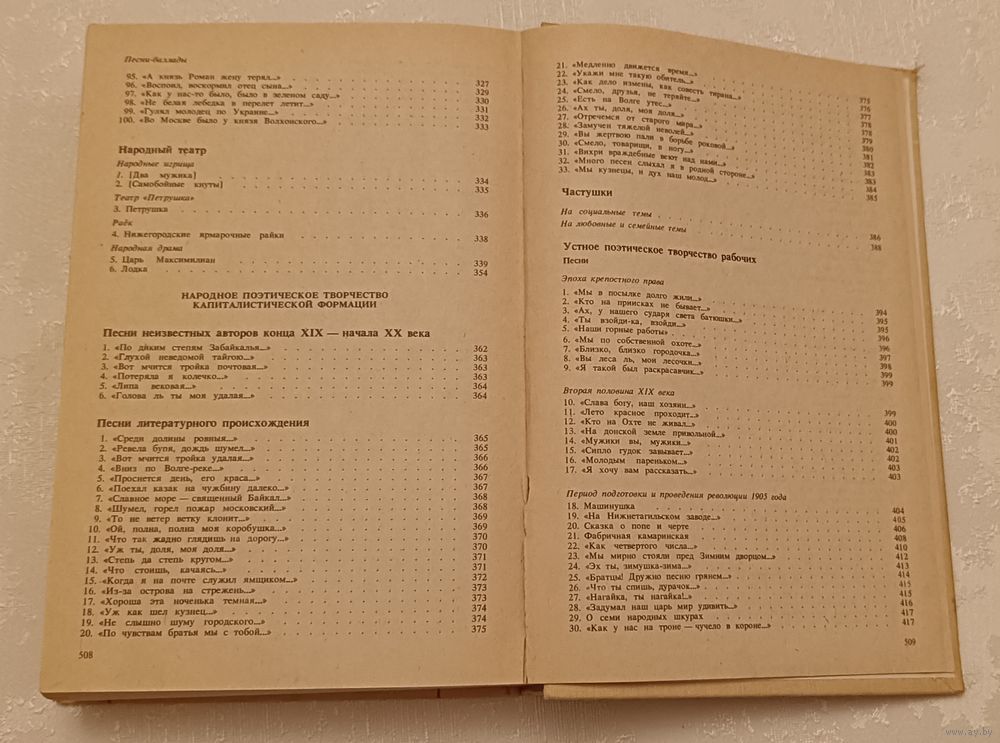 Песни-баллады
95. «А князь Роман жену терял...» 327
96. «Воспоил, воскормил отец сына...» 329
97. «Как у нас-то было, было в зеленом саду...» 330
98. «Не белая лебедка в перелет летит...» 331
99. «Гулял молодец по Украине...» 332
100. «Во Москве было у князя Волхонского...» 333
Народный театр
Народные игрища
1. [Два мужика] 334
2. [Самобойные кнуты] 335
Театр «Петрушка»
3. Петрушка 336
Раёк
4. Нижегородские ярмарочные райки 338
Народная драма
5. Царь Максимилиан 339
6. Лодка 354
НАРОДНОЕ ПОЭТИЧЕСКОЕ ТВОРЧЕСТВО
КАПИТАЛИСТИЧЕСКОЙ ФОРМАЦИИ
Песни неизвестных авторов конца XIX — начала XX века
1. «По диким степям Забайкалья...» 362
2. «Глухой неведомой тайгою...» 363
3. «Вот мчится тройка почтовая...» 363
4. «Потеряла я колечко...» 363
5. «Липа вековая...» 364
6. «Голова ль ты моя удалая...» 364
Песни литературного происхождения
1. «Среди долины ровныя...» 365
2. «Ревела буря, дождь шумел...» 365
3. «Вот мчится тройка удалая...» 366
4. «Вниз по Волге-реке...» 366
5. «Проснется день, его краса...» 367
6. «Поехал казак на чужбину далеко...» 367
7. «Славное море — священный Байкал...» 368
8. «Шумел, горел пожар московский...» 368
9. «То не ветер ветку клонит...» 369
10. «Ой, полна, полна моя коробушка...» 369
11. «Что так жадно глядишь на дорогу...» 370
12. «Уж ты, доля, моя доля...» 370
13. «Степь да степь кругом...» 371
14. «Что стоишь, качаясь...» 371
15. «Когда я на почте служил ямщиком...» 372
16. «Из-за острова на стрежень...» 373
17. «Хороша эта ноченька темная...» 373
18. «Уж как шел кузнец...» 374
19. «Не слышно шуму городского...» 374
20. «По чувствам братья мы с тобой...» 375
508
21. «Медленно движется время...»
22. «Укажи мне такую обитель...»
23. «Как дело измены, как совесть тирана...»
24. «Смело, друзья, не теряйте...» 375
25. «Есть на Волге утес...» 376
26. «Ах ты, доля, моя доля...» 377
27. «Отречемся от старого мира...» 378
28. «Замучен тяжелой неволей...» 378
29. «Вы жертвою пали в борьбе роковой...» 379
30. «Смело, товарищи, в ногу...» 380
31. «Вихри враждебные веют над нами...» 381
32. «Много песен слыхал я в родной стороне...» 382
33. «Мы кузнецы, и дух наш молод...» 383
383
384
385
Частушки
На социальные темы 386
На любовные и семейные темы 388
Устное поэтическое творчество рабочих
Песни
Эпоха крепостного права
1. «Мы в посылке долго жили...» 394
2. «Кто на приисках не бывает...» 395
3. «Ах, у нашего сударя света батюшки...» 395
4. «Ты взойди-ка, взойди...» 396
5. «Наши горные работы» 396
6. «Мы по собственной охоте...» 397
7. «Близко, близко городочка...» 398
8. «Вы леса ль, мои лесочки...» 399
9. «Я такой был раскрасавчик...» 399
Вторая половина XIX века
10. «Слава богу, наш хозяин...» 399
11. «Лето красное проходит...» 400
12. «Кто на Охте не живал...» 400
13. «На донской земле привольной...» 401
14. «Мужики вы, мужики...» 402
15. «Сипло гудок завывает...» 402
16. «Молодым пареньком...» 403
17. «Я хочу вам рассказать...» 403
Период подготовки и проведения революции 1905 года
18. Машинушка 404
19. «На Нижнетагилском заводе...» 405
20. Сказка о попе и черте 406
21. Фабричная камаринская 408
22. «Как четвертого числа...» 410
23. «Мы мирно стояли пред Зимним дворцом...» 412
24. «Эх ты, зимушка-зима...» 413
25. «Братцы! Дружно песню грянем...» 414
26. «Что ты спишь, дурачок...» 415
27. «Нагайка, ты нагайка!..» 415
28. «Задумал наш царь мир удивить...» 416
29. О семи народных шкурах 417
30. «Как у нас на троне — чучело в короне...» 417
509
www.ay.by